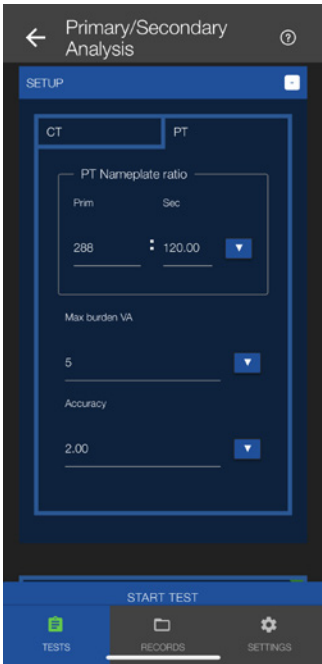 Primary/Secondary
Analysis
SETUP
CT PT
PT Nameplate ratio
Prim Sec
288 : 120.00
Max burden VA
5
Accuracy
2.00
START TEST
TESTS RECORDS SETTINGS